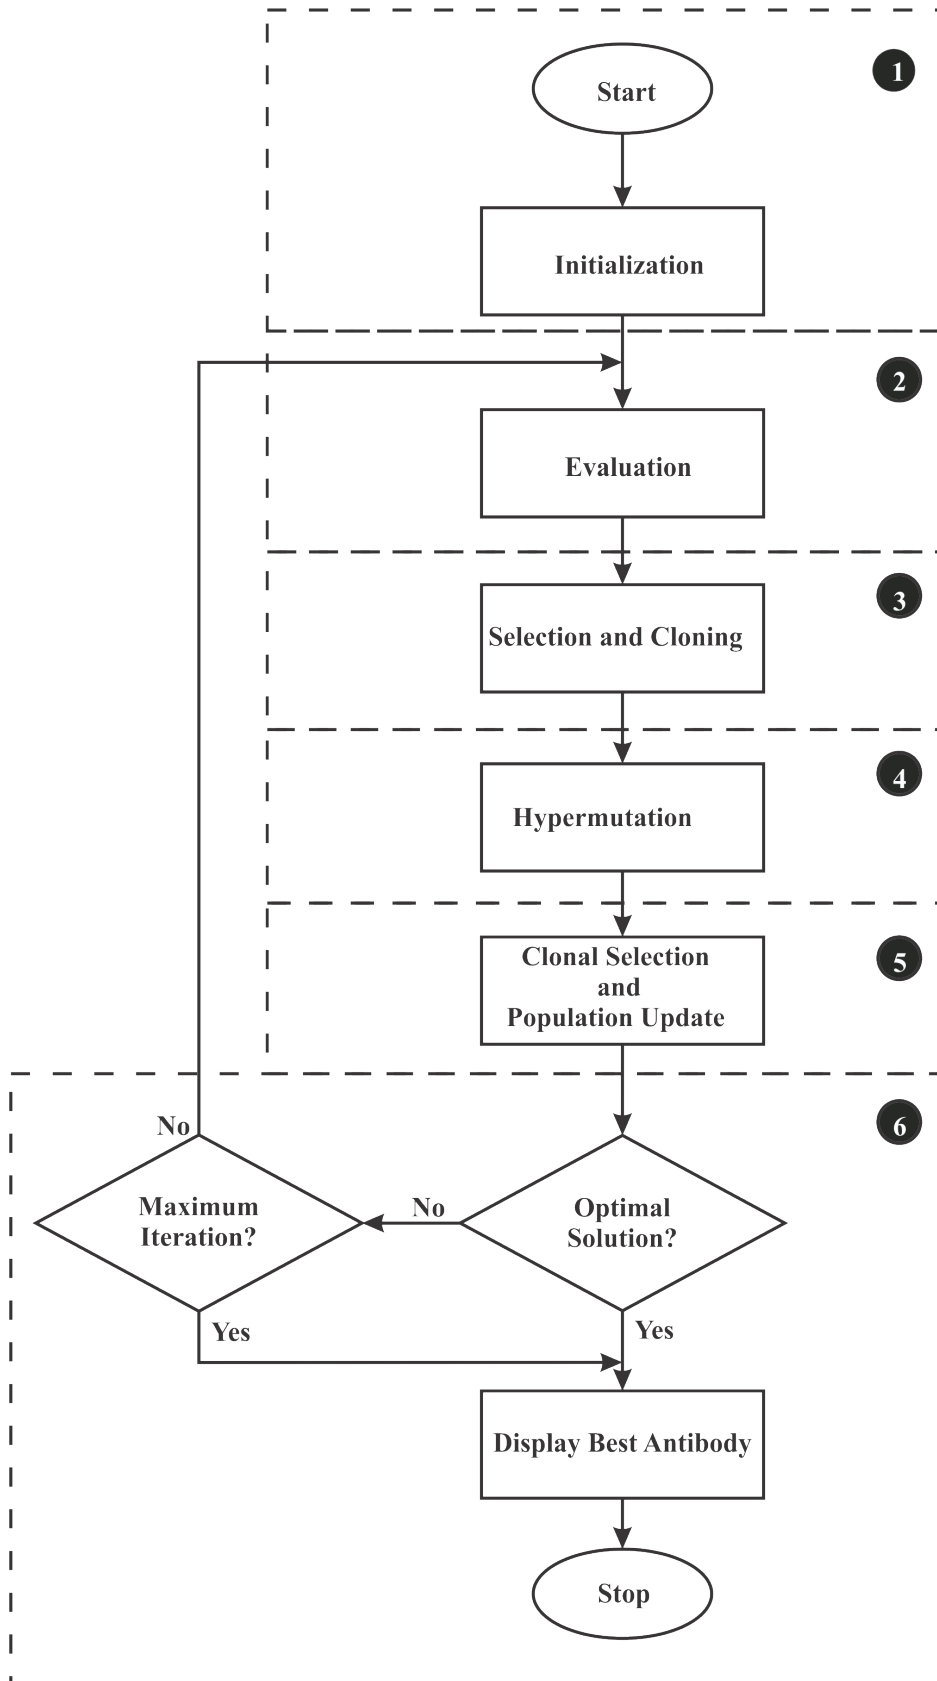 1
Start
Initialization
2
Evaluation
3
Selection and Cloning
4
Hypermutation
5
Clonal Selection
and
Population Update
6
No
Maximum
Iteration?
No
Optimal
Solution?
Yes
Yes
Display Best Antibody
Stop